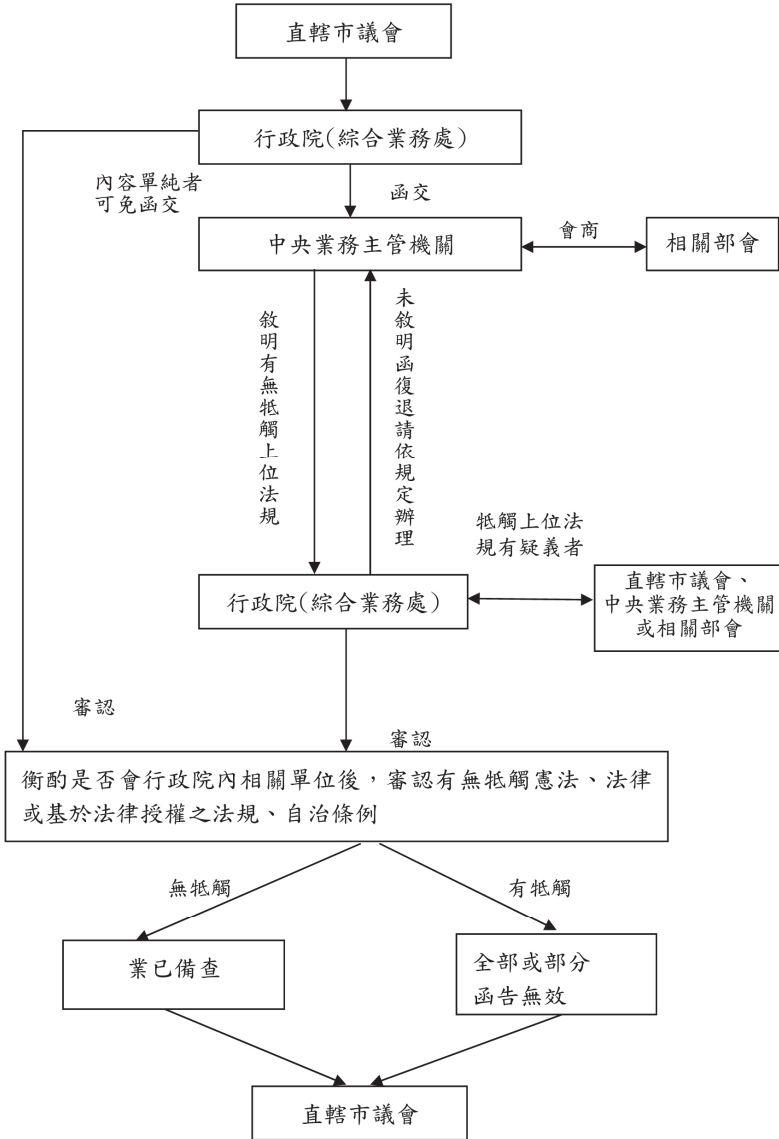 直轄市議會
行政院(綜合業務處)
內容單純者
可免函交
函交
中央業務主管機關
會商
相關部會
敘明有無牴觸上位法規
未敘明函復退請依規定辦理
牴觸上位法
規有疑義者
行政院(綜合業務處)
直轄市議會、
中央業務主管機關
或相關部會
審認
審認
衡酌是否會行政院內相關單位後，審認有無牴觸憲法、法律
或基於法律授權之法規、自治條例
無牴觸
有牴觸
業已備查
全部或部分
函告無效
直轄市議會